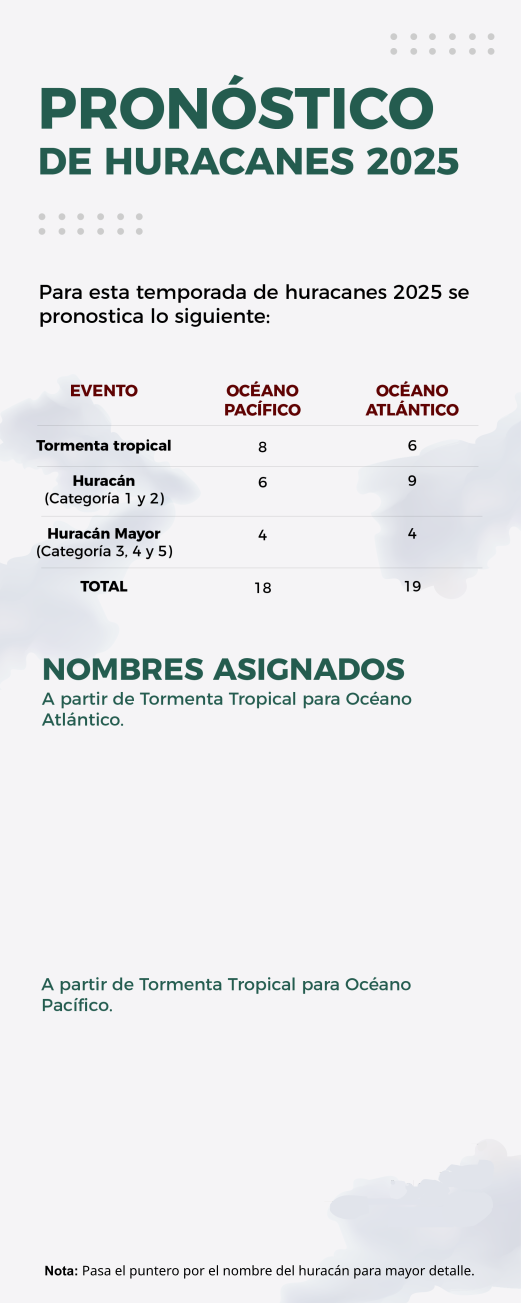 PRONÓSTICO
DE HURACANES 2025
Para esta temporada de huracanes 2025 se
pronostica lo siguiente:
EVENTO OCÉANO PACÍFICO OCÉANO ATLÁNTICO
Tormenta tropical 8 6
Huracán 6 9
(Categoría 1 y 2)
Huracán Mayor 4 4
(Categoría 3, 4 y 5)
TOTAL 18 19
NOMBRES ASIGNADOS
A partir de Tormenta Tropical para Océano
Atlántico.
A partir de Tormenta Tropical para Océano
Pacífico.
Nota: Pasa el puntero por el nombre del huracán para mayor detalle.